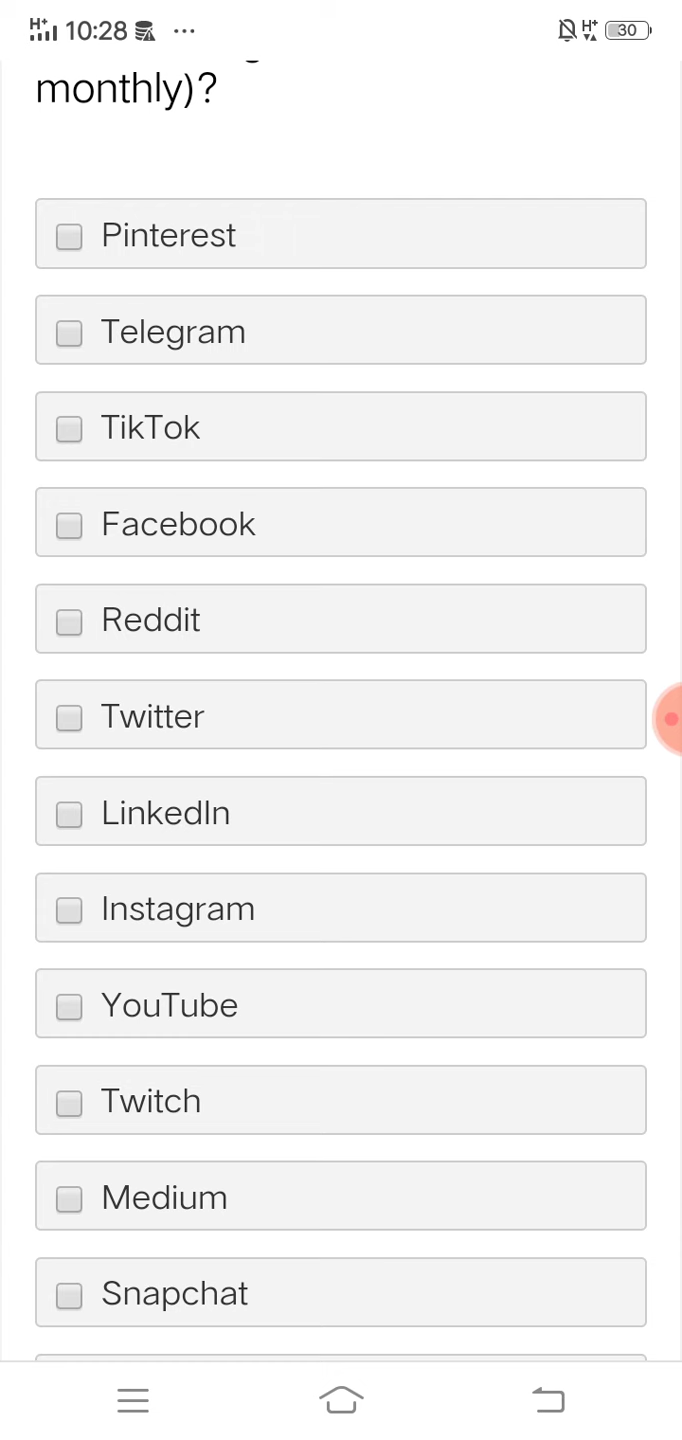 H+ 10:28 ... H+ 30
monthly)?
Pinterest
Telegram
TikTok
Facebook
Reddit
Twitter
LinkedIn
Instagram
YouTube
Twitch
Medium
Snapchat